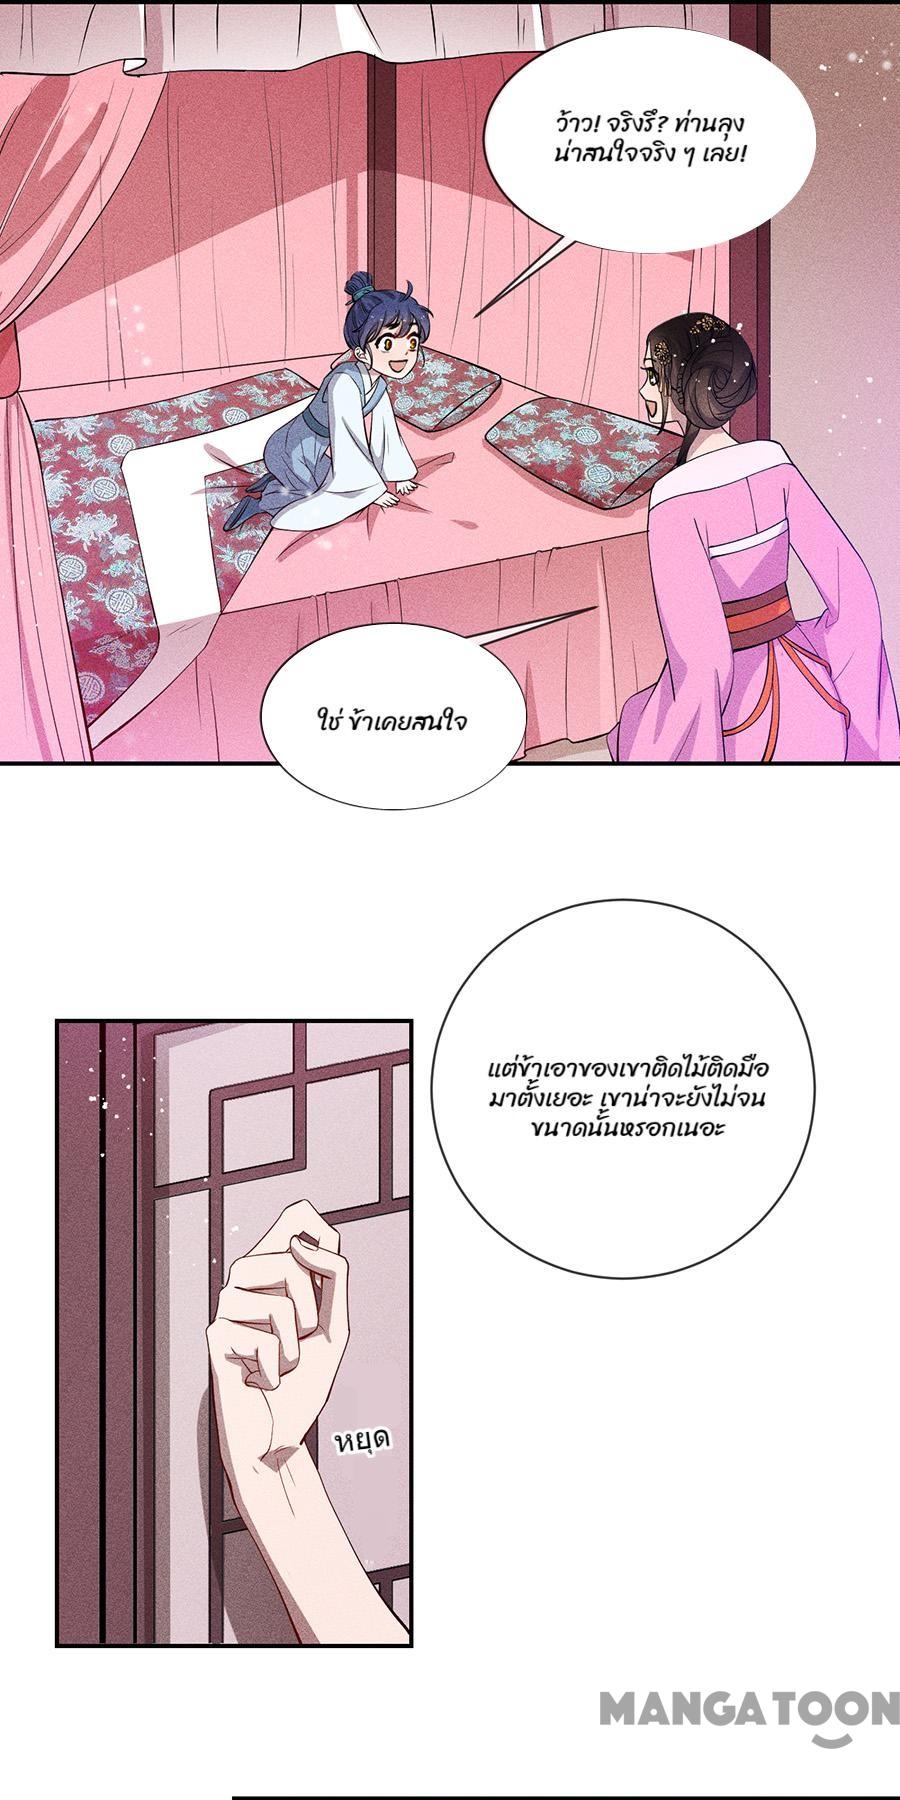 ว้าว! จริงรึ? ท่านลุง
น่าสนใจจริง ๆ เลย!
ใช่ ข้าเคยสนใจ
แต่ข้าเอาของเขาติดไม้ติดมือ
มาตั้งเยอะ เขาน่าจะยังไม่จน
ขนาดนั้นหรอกเนอะ
หยุด
MANGATOON